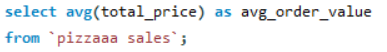 select avg(total_price) as avg_order_value
from `pizzaaa sales`;